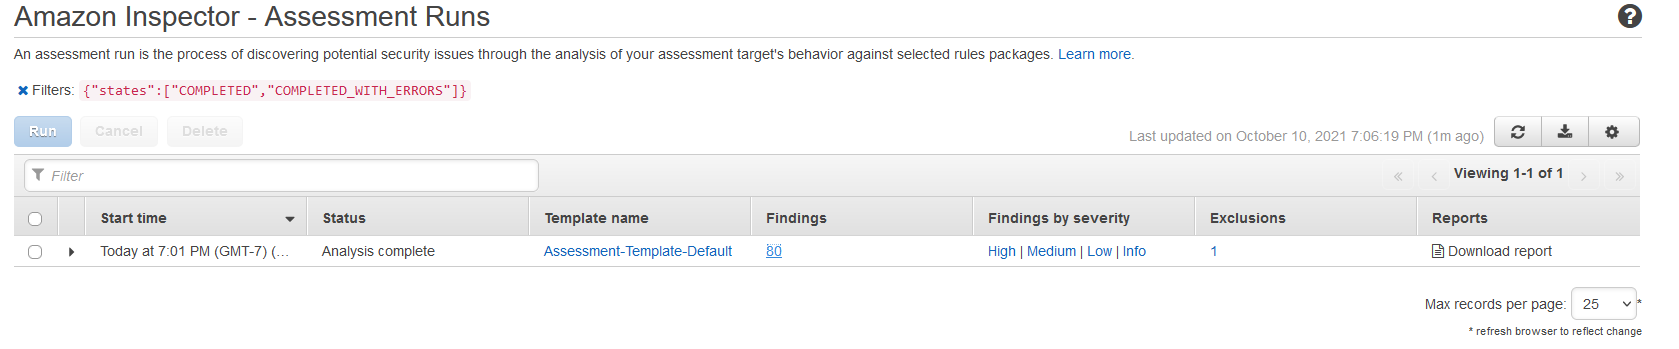 Amazon Inspector - Assessment Runs
?
An assessment run is the process of discovering potential security issues through the analysis of your assessment target's behavior against selected rules packages. Learn more.
Filters: {"states":["COMPLETED","COMPLETED_WITH_ERRORS"]}
Run Cancel Delete Last updated on October 10, 2021 7:06:19 PM (1m ago)
Filter « ‹ Viewing 1-1 of 1 › »
Start time Status Template name Findings Findings by severity Exclusions Reports
Today at 7:01 PM (GMT-7) (... Analysis complete Assessment-Template-Default 80 High | Medium | Low | Info 1 Download report
Max records per page: 25 *
* refresh browser to reflect change